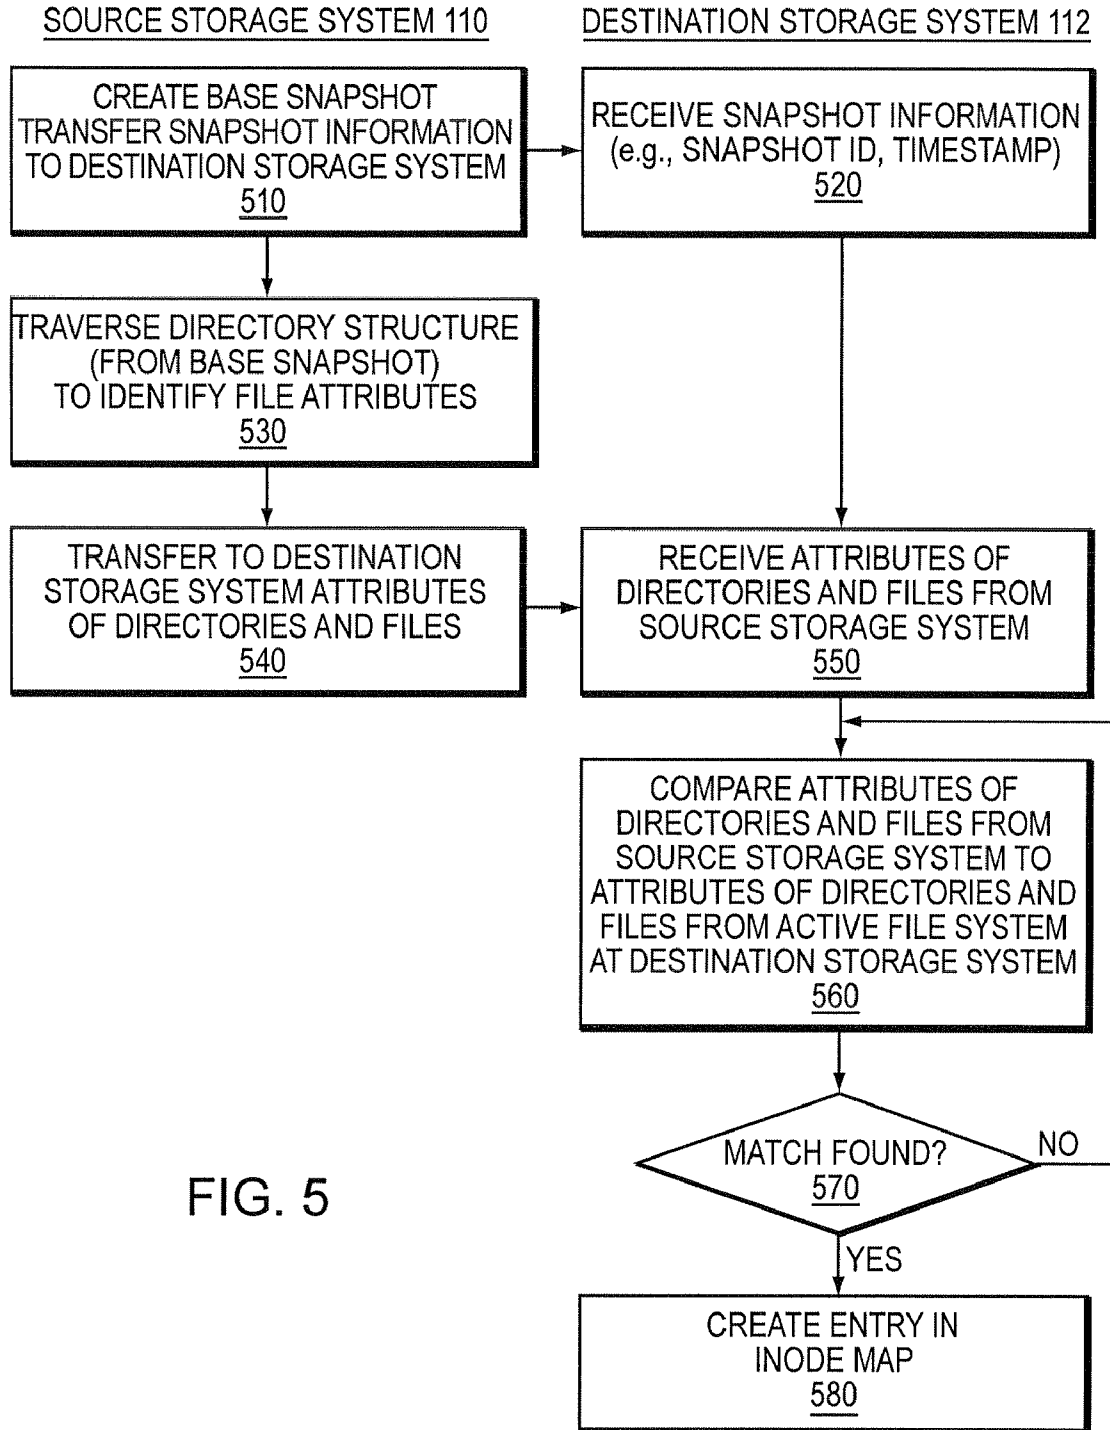 SOURCE STORAGE SYSTEM 110
DESTINATION STORAGE SYSTEM 112
CREATE BASE SNAPSHOT
TRANSFER SNAPSHOT INFORMATION
TO DESTINATION STORAGE SYSTEM
510
RECEIVE SNAPSHOT INFORMATION
(e.g., SNAPSHOT ID, TIMESTAMP)
520
TRAVERSE DIRECTORY STRUCTURE
(FROM BASE SNAPSHOT)
TO IDENTIFY FILE ATTRIBUTES
530
TRANSFER TO DESTINATION
STORAGE SYSTEM ATTRIBUTES
OF DIRECTORIES AND FILES
540
RECEIVE ATTRIBUTES OF
DIRECTORIES AND FILES FROM
SOURCE STORAGE SYSTEM
550
COMPARE ATTRIBUTES OF
DIRECTORIES AND FILES FROM
SOURCE STORAGE SYSTEM TO
ATTRIBUTES OF DIRECTORIES AND
FILES FROM ACTIVE FILE SYSTEM
AT DESTINATION STORAGE SYSTEM
560
MATCH FOUND?
570
NO
YES
CREATE ENTRY IN
INODE MAP
580
FIG. 5